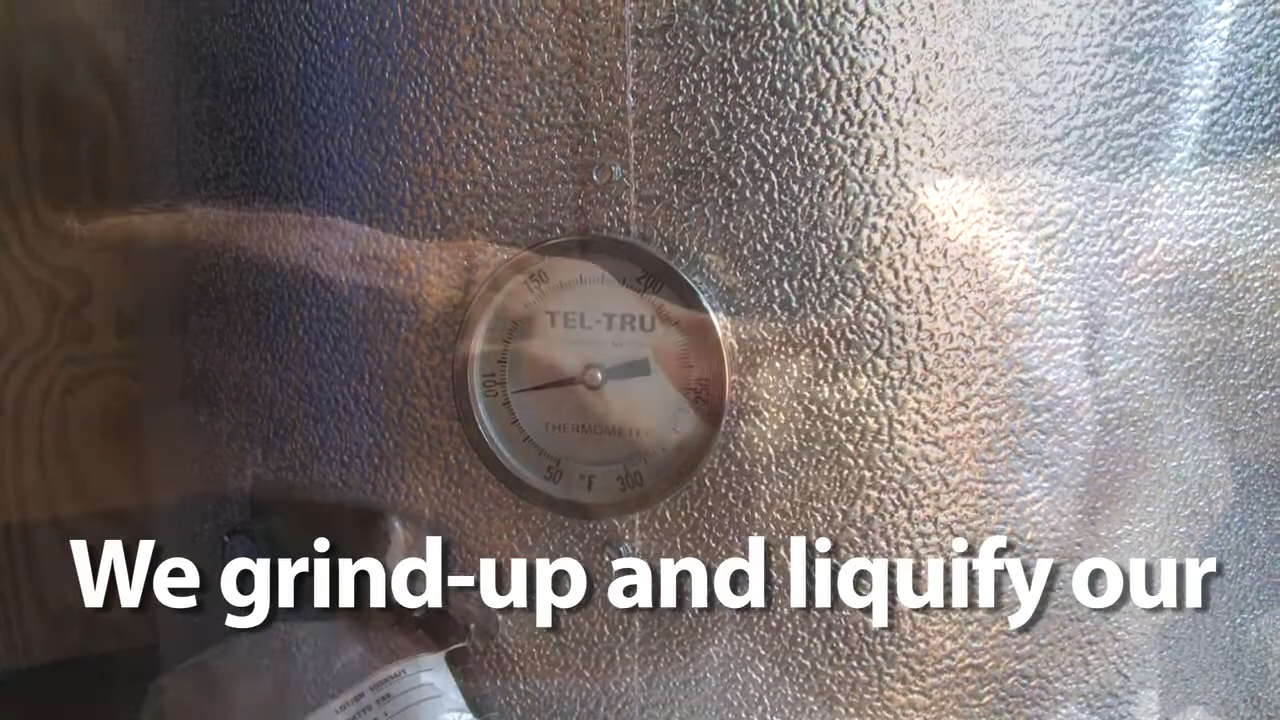 150
200
TEL-TRU
100
250
THERMOMETER
50 °F 300
We grind-up and liquify our